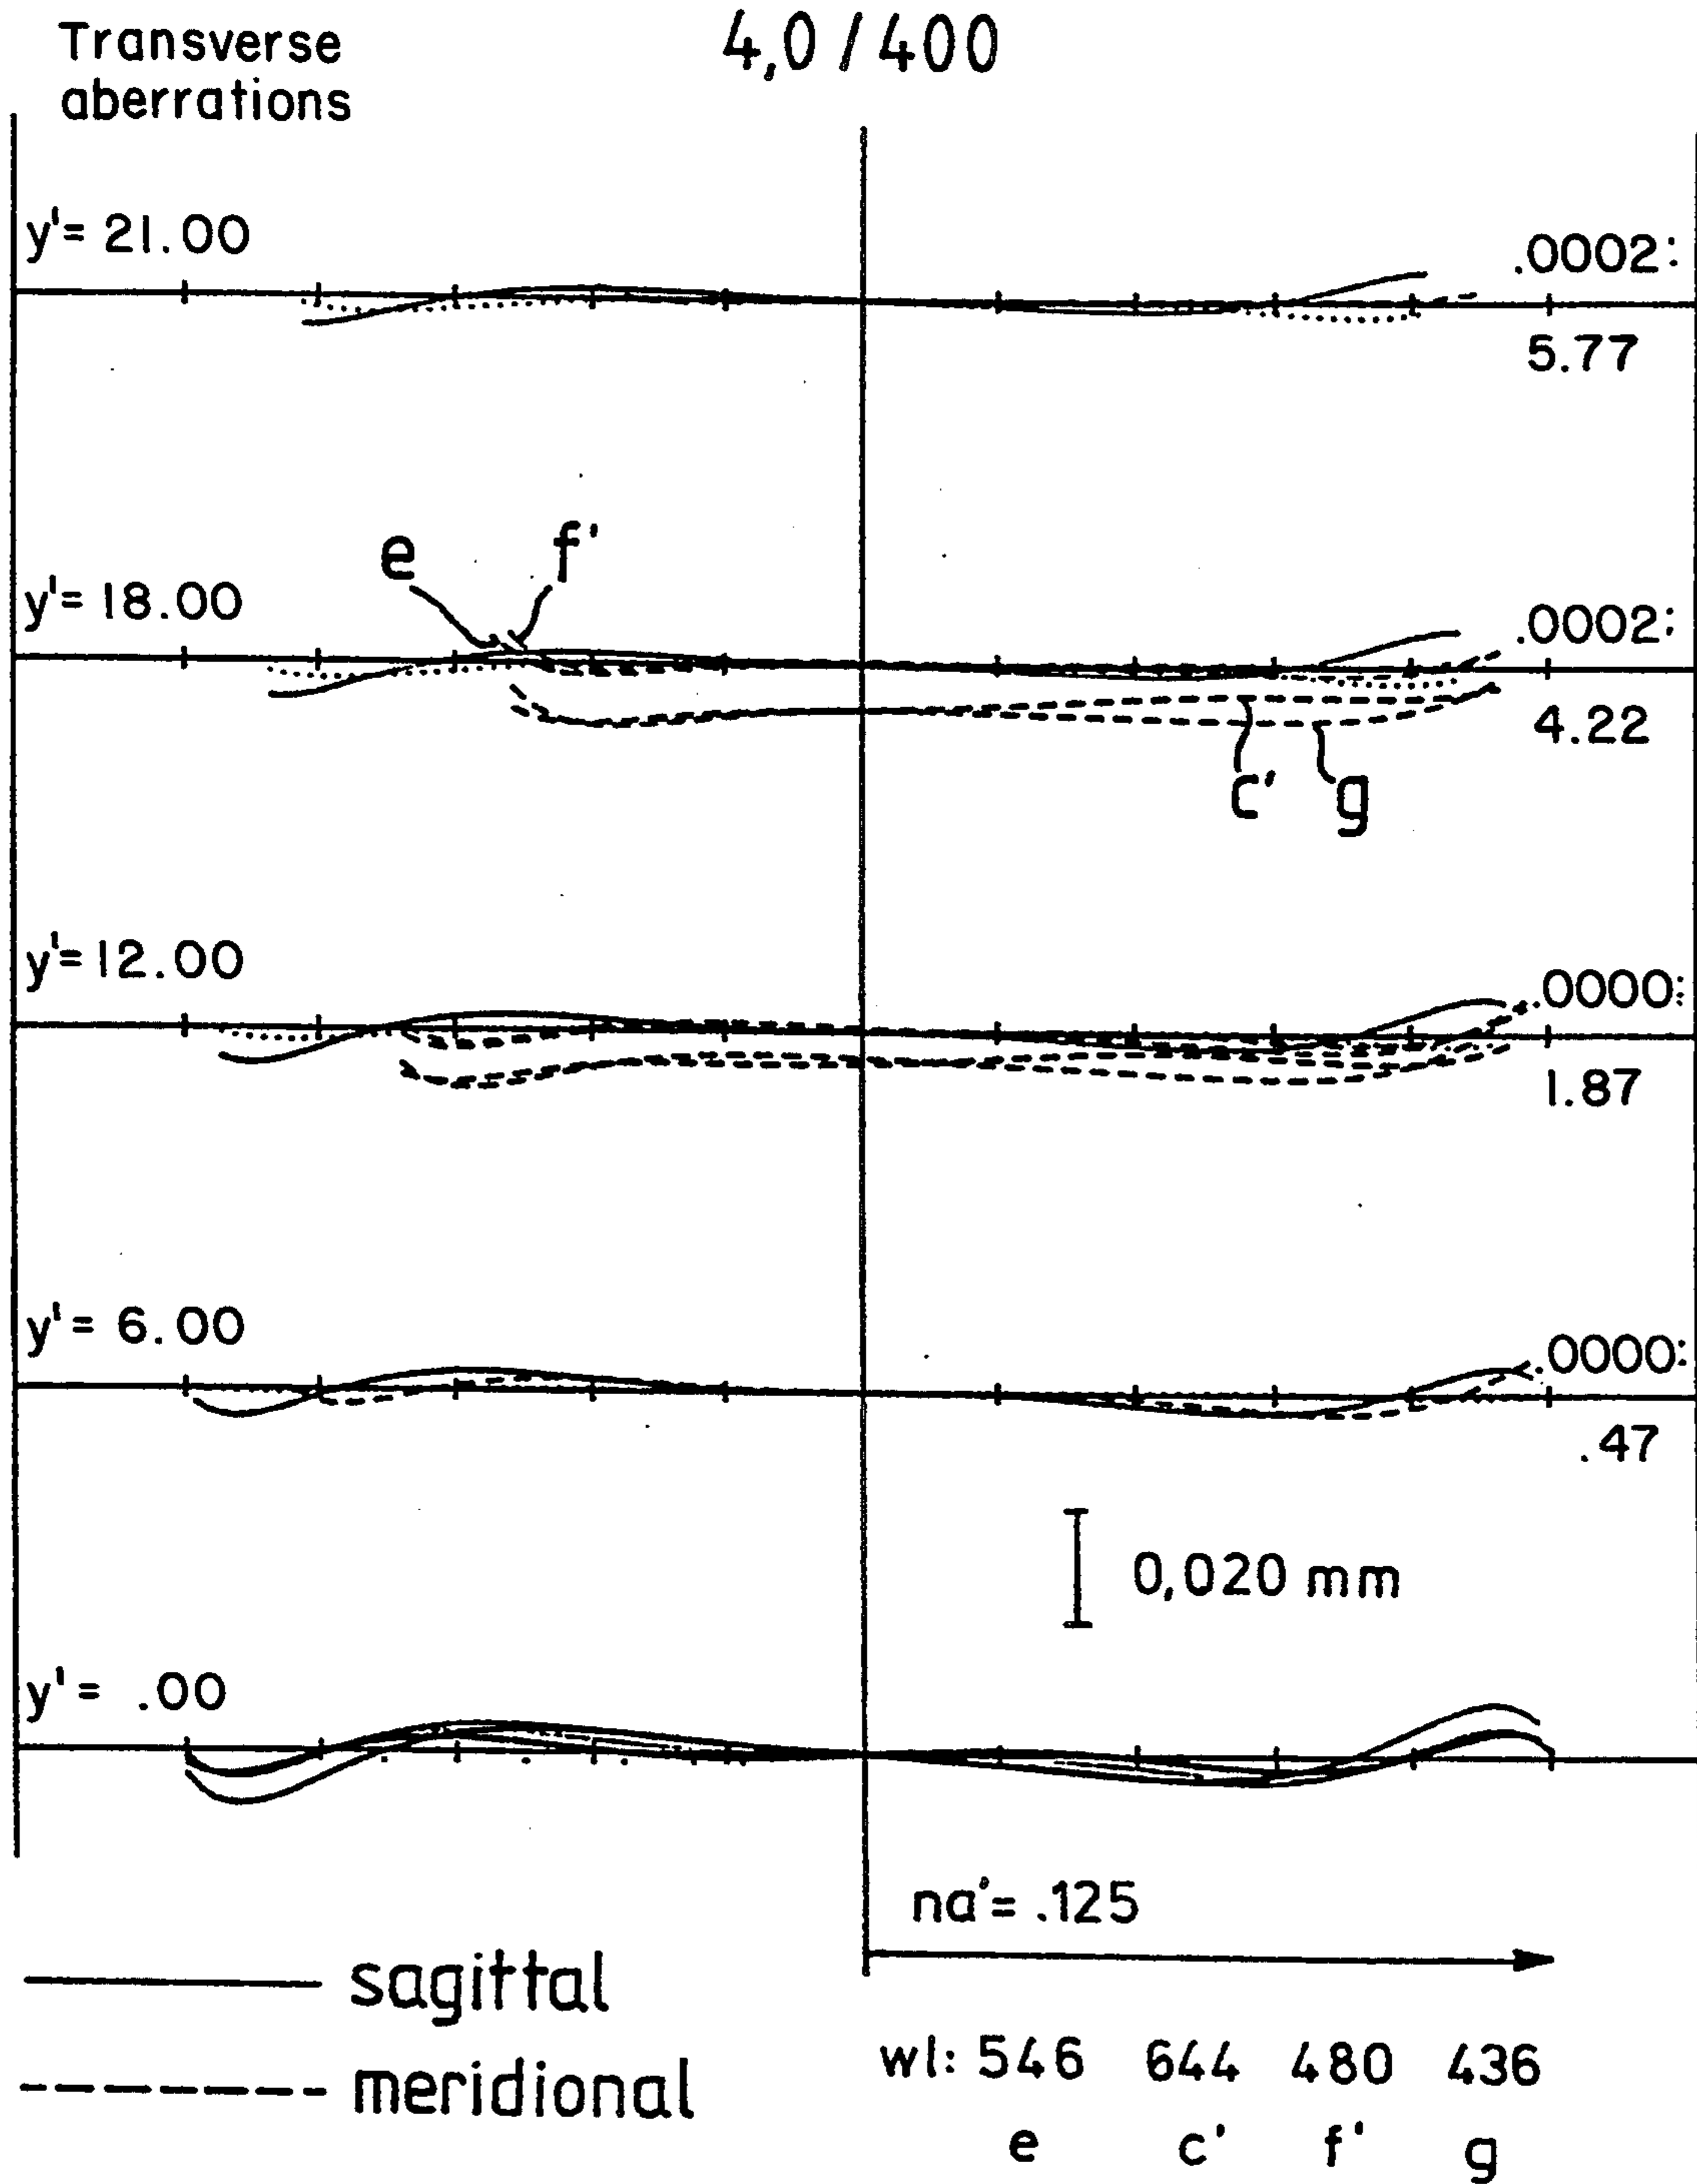 Transverse
aberrations
4,0 / 400
y'= 21.00
.0002:
5.77
e f'
y'= 18.00
.0002:
4.22
c' g
y'= 12.00
.0000:
1.87
y'= 6.00
.0000:
.47
0,020 mm
y'= .00
na'= .125
sagittal
meridional
wl: 546 644 480 436
e c' f' g